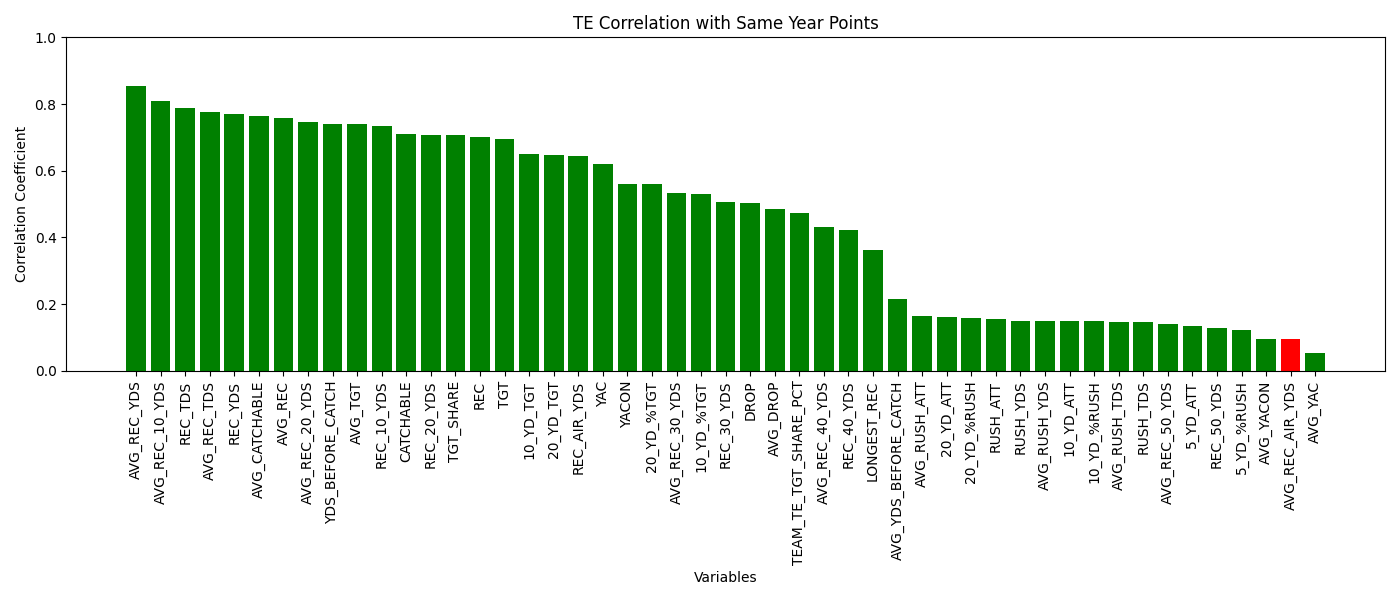 TE Correlation with Same Year Points
Correlation Coefficient
1.0
0.8
0.6
0.4
0.2
0.0
AVG_REC_YDS
AVG_REC_10_YDS
REC_TDS
AVG_REC_TDS
REC_YDS
AVG_CATCHABLE
AVG_REC
AVG_REC_20_YDS
YDS_BEFORE_CATCH
AVG_TGT
REC_10_YDS
CATCHABLE
REC_20_YDS
TGT_SHARE
REC
TGT
10_YD_TGT
20_YD_TGT
REC_AIR_YDS
YAC
YACON
20_YD_%TGT
AVG_REC_30_YDS
10_YD_%TGT
REC_30_YDS
DROP
AVG_DROP
TEAM_TE_TGT_SHARE_PCT
AVG_REC_40_YDS
REC_40_YDS
LONGEST_REC
AVG_YDS_BEFORE_CATCH
AVG_RUSH_ATT
20_YD_ATT
20_YD_%RUSH
RUSH_ATT
RUSH_YDS
AVG_RUSH_YDS
10_YD_ATT
10_YD_%RUSH
AVG_RUSH_TDS
RUSH_TDS
AVG_REC_50_YDS
5_YD_ATT
REC_50_YDS
5_YD_%RUSH
AVG_YACON
AVG_REC_AIR_YDS
AVG_YAC
Variables